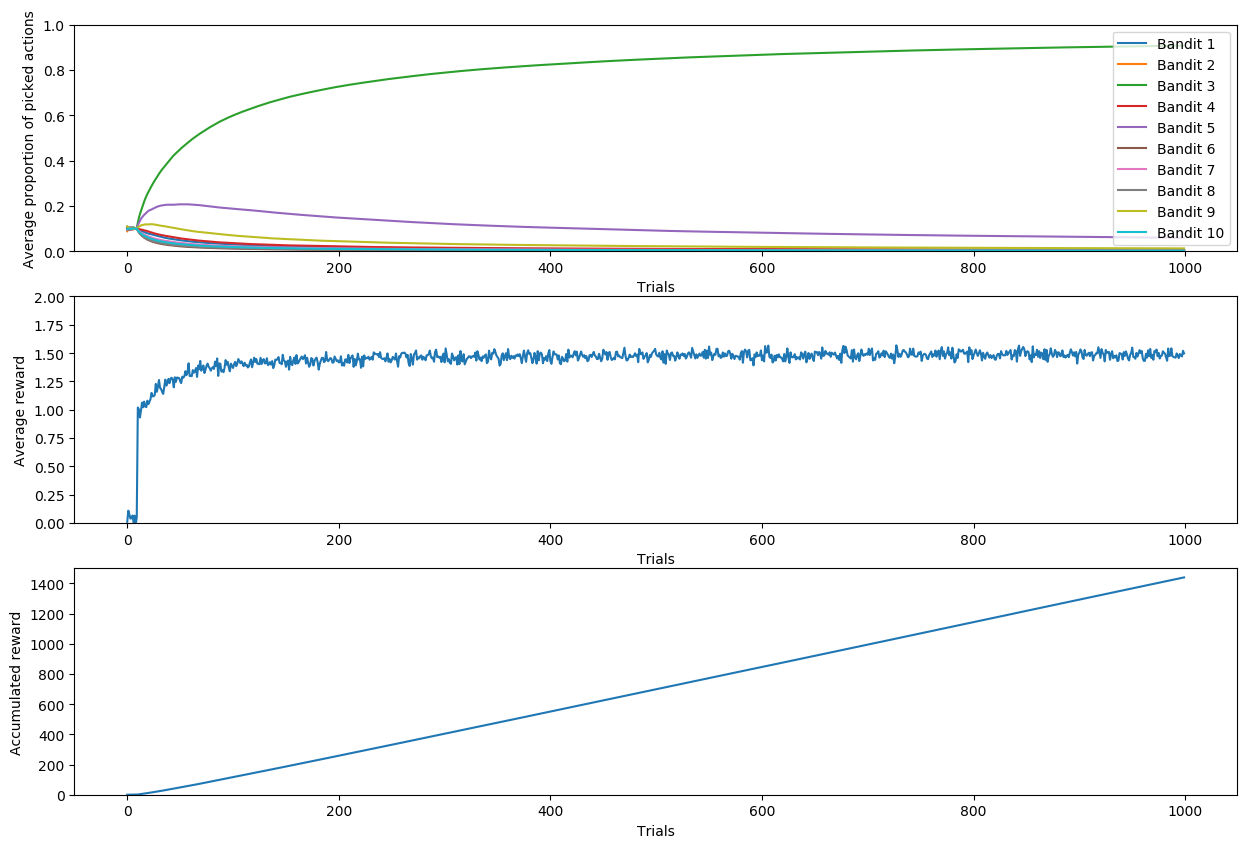 Average proportion of picked actions
1.0
0.8
0.6
0.4
0.2
0.0
Bandit 1
Bandit 2
Bandit 3
Bandit 4
Bandit 5
Bandit 6
Bandit 7
Bandit 8
Bandit 9
Bandit 10
0 200 400 600 800 1000
Trials
Average reward
2.00
1.75
1.50
1.25
1.00
0.75
0.50
0.25
0.00
0 200 400 600 800 1000
Trials
Accumulated reward
1400
1200
1000
800
600
400
200
0
0 200 400 600 800 1000
Trials